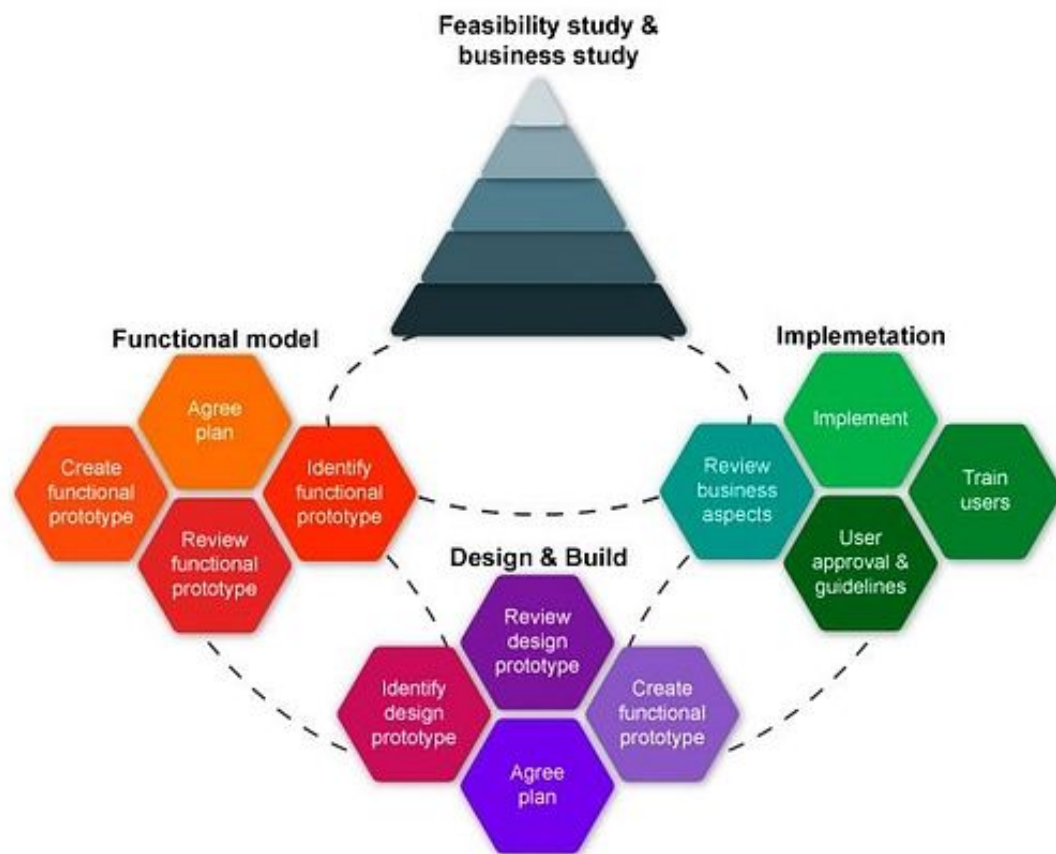 Feasibility study &
business study
Functional model
Agree
plan
Create
functional
prototype
Identify
functional
prototype
Review
functional
prototype
Implemetation
Implement
Review
business
aspects
Train
users
User
approval &
guidelines
Design & Build
Review
design
prototype
Identify
design
prototype
Create
functional
prototype
Agree
plan